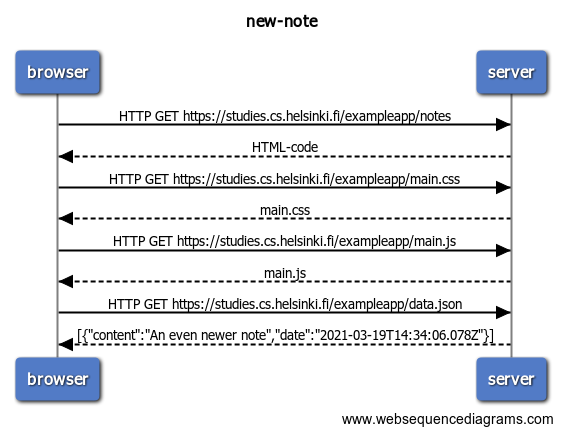 new-note
browser server
HTTP GET https://studies.cs.helsinki.fi/exampleapp/notes
HTML-code
HTTP GET https://studies.cs.helsinki.fi/exampleapp/main.css
main.css
HTTP GET https://studies.cs.helsinki.fi/exampleapp/main.js
main.js
HTTP GET https://studies.cs.helsinki.fi/exampleapp/data.json
[{"content":"An even newer note","date":"2021-03-19T14:34:06.078Z"}]
browser server
www.websequencediagrams.com